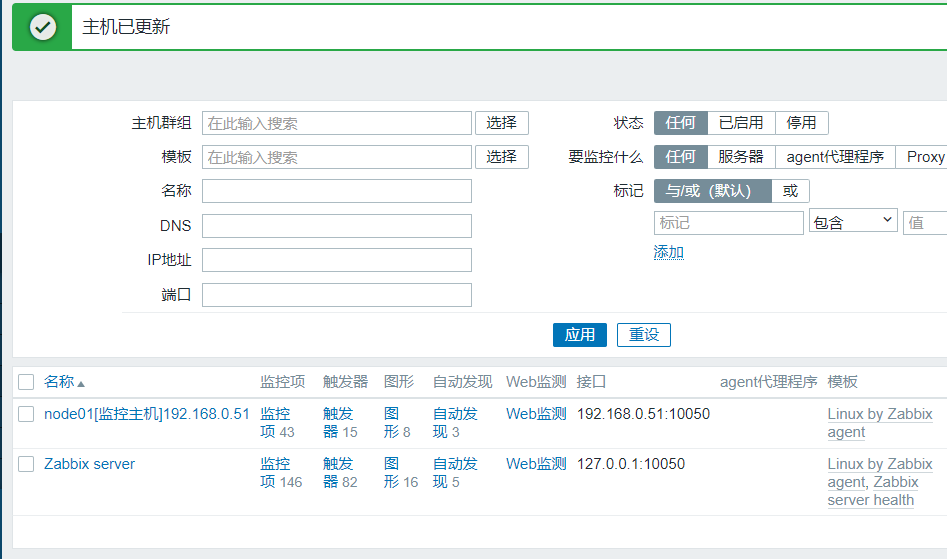 主机已更新
主机群组 在此输入搜索 选择 状态 任何 已启用 停用
模板 在此输入搜索 选择 要监控什么 任何 服务器 agent代理程序 Proxy
名称 标记 与/或（默认） 或
DNS 标记 包含 值
IP地址 添加
端口
应用 重设
名称 监控项 触发器 图形 自动发现 Web监测 接口 agent代理程序 模板
node01[监控主机]192.168.0.51 监控 触发 图 自动发 Web监测 192.168.0.51:10050 Linux by Zabbix
项 43 器 15 形 8 现 3 agent
Zabbix server 监控 触发 图 自动发 Web监测 127.0.0.1:10050 Linux by Zabbix
项 146 器 82 形 16 现 5 agent, Zabbix
server health